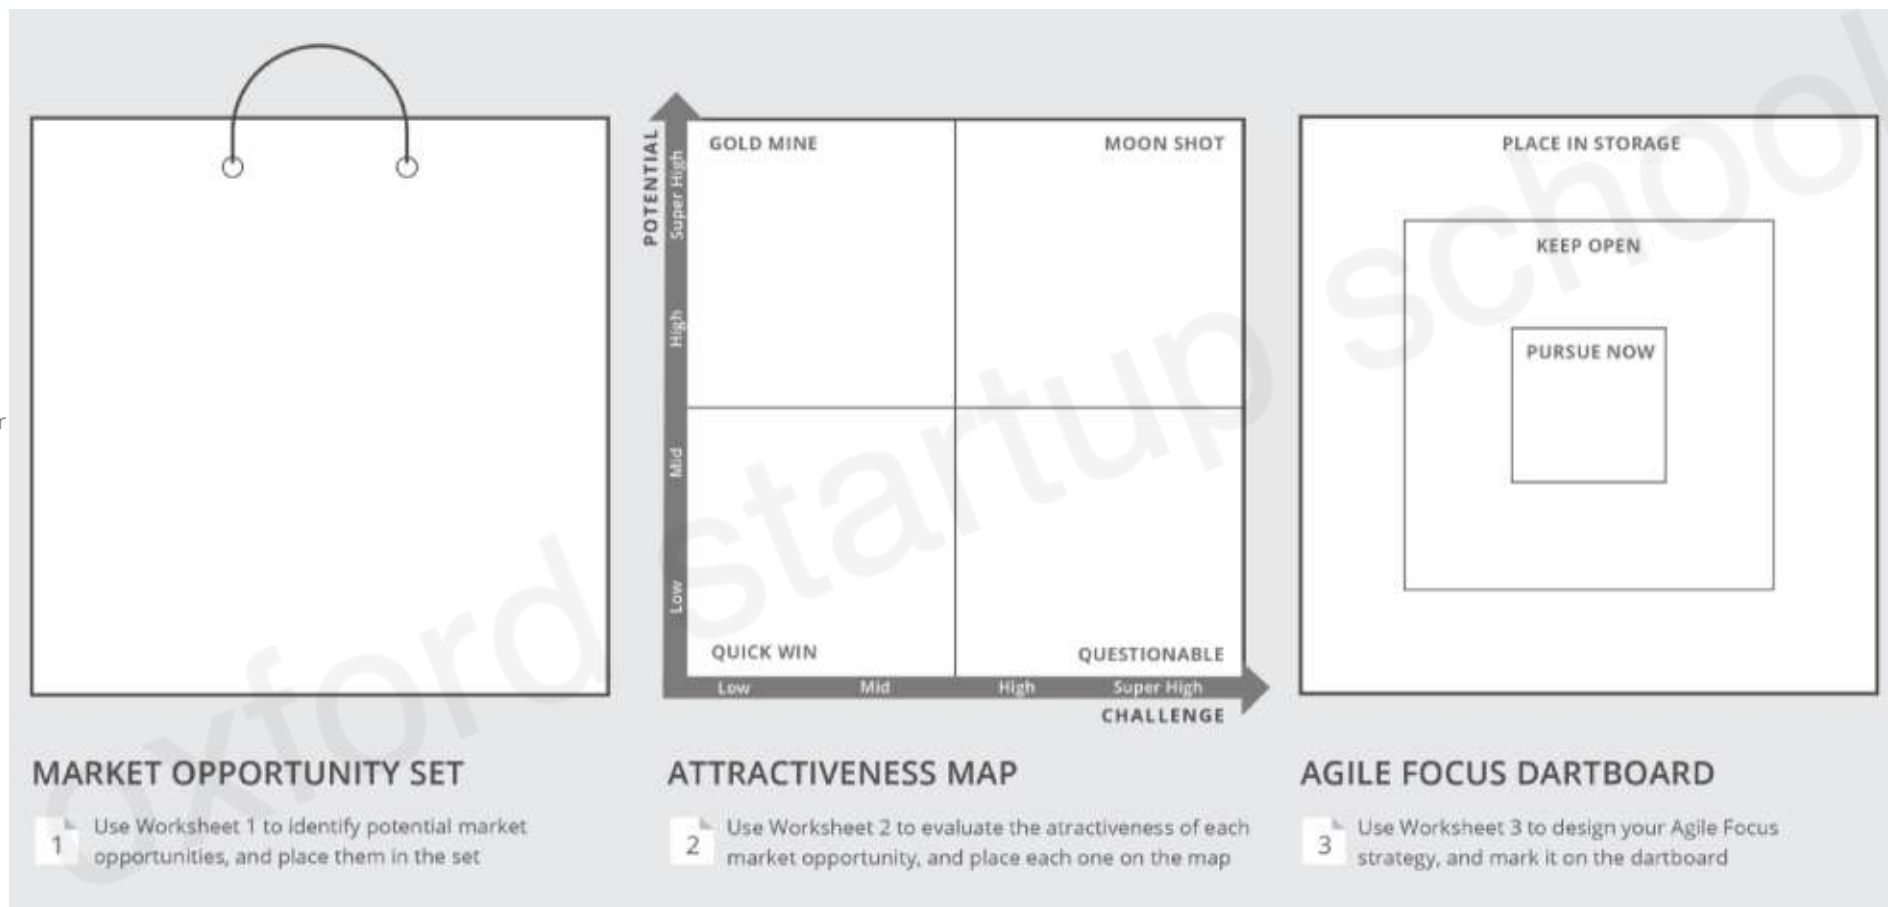 GOLD MINE
MOON SHOT
POTENTIAL
Super High
High
Mid
Low
QUICK WIN
QUESTIONABLE
Low
Mid
High
Super High
CHALLENGE
PLACE IN STORAGE
KEEP OPEN
PURSUE NOW
r
MARKET OPPORTUNITY SET
1
Use Worksheet 1 to identify potential market
opportunities, and place them in the set
ATTRACTIVENESS MAP
2
Use Worksheet 2 to evaluate the atractiveness of each
market opportunity, and place each one on the map
AGILE FOCUS DARTBOARD
3
Use Worksheet 3 to design your Agile Focus
strategy, and mark it on the dartboard
oxford startup school